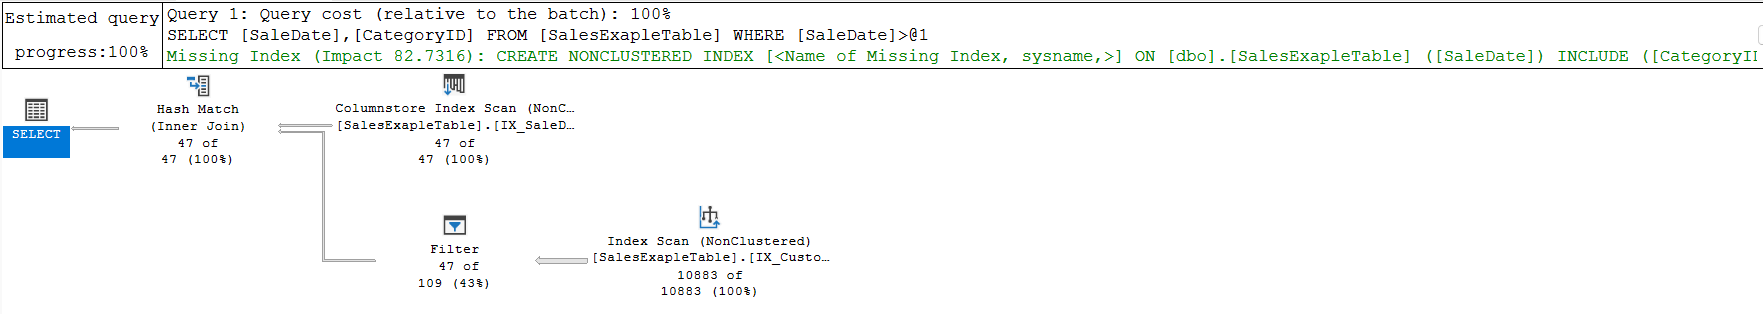 Estimated query
progress:100%
Query 1: Query cost (relative to the batch): 100%
SELECT [SaleDate],[CategoryID] FROM [SalesExapleTable] WHERE [SaleDate]>@1
Missing Index (Impact 82.7316): CREATE NONCLUSTERED INDEX [<Name of Missing Index, sysname,>] ON [dbo].[SalesExapleTable] ([SaleDate]) INCLUDE ([CategoryI
SELECT
Hash Match
(Inner Join)
47 of
47 (100%)
Columnstore Index Scan (NonC…
[SalesExapleTable].[IX_SaleD…
47 of
47 (100%)
Filter
47 of
109 (43%)
Index Scan (NonClustered)
[SalesExapleTable].[IX_Custo…
10883 of
10883 (100%)